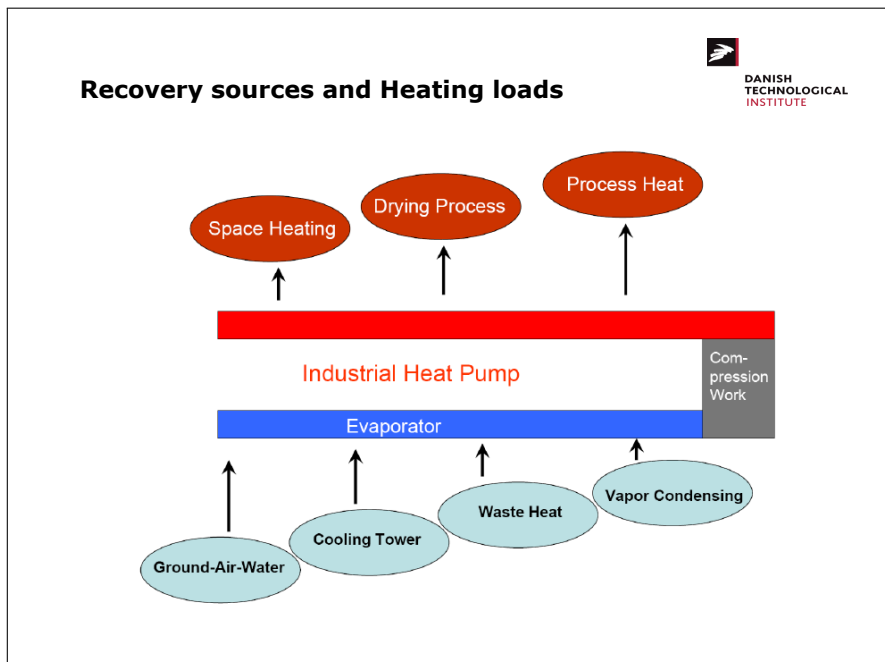 Recovery sources and Heating loads
DANISH
TECHNOLOGICAL
INSTITUTE
Process Heat
Drying Process
Space Heating
Industrial Heat Pump
Com-
pression
Work
Evaporator
Vapor Condensing
Waste Heat
Cooling Tower
Ground-Air-Water